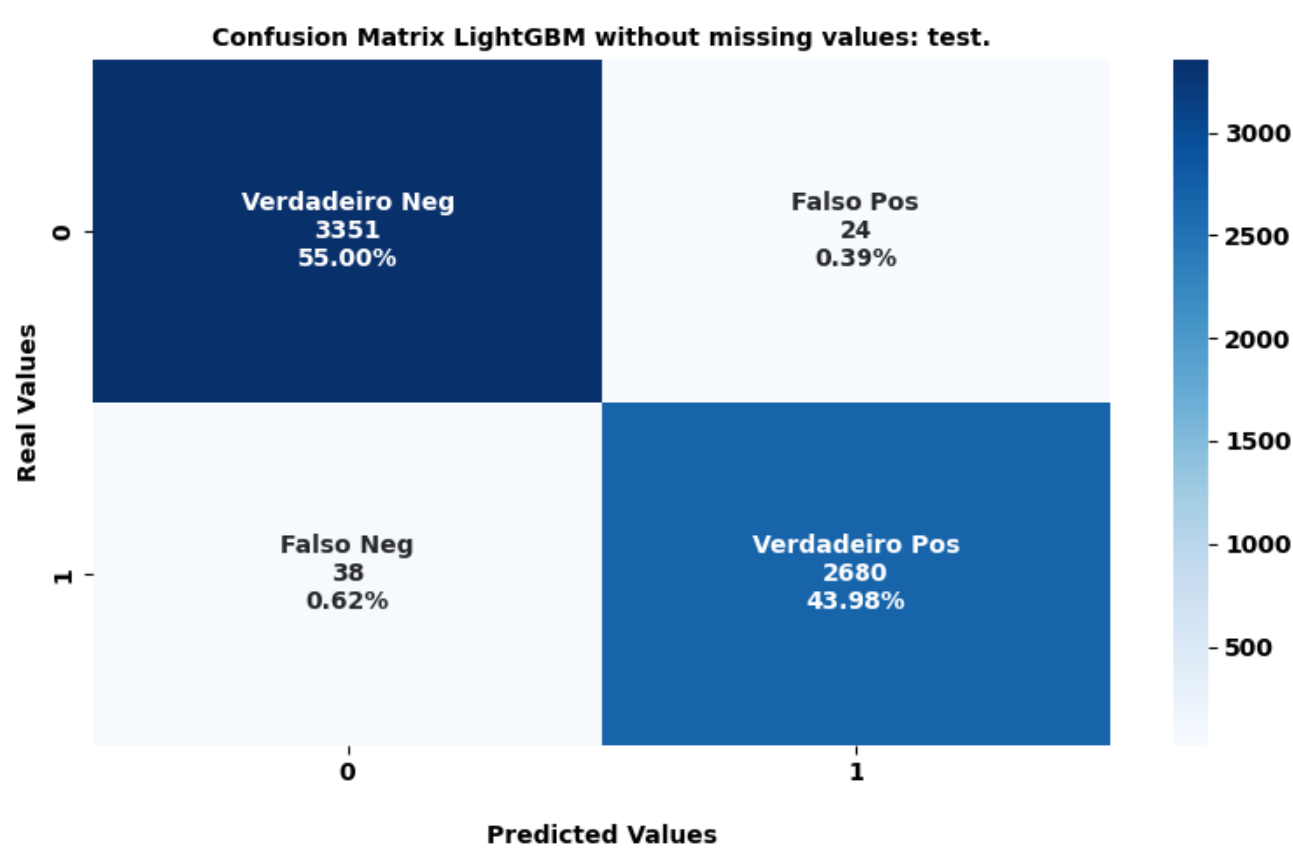 Confusion Matrix LightGBM without missing values: test.
Verdadeiro Neg
3351
55.00%
Falso Pos
24
0.39%
Falso Neg
38
0.62%
Verdadeiro Pos
2680
43.98%
0
1
Real Values
0
1
Predicted Values
3000
2500
2000
1500
1000
500